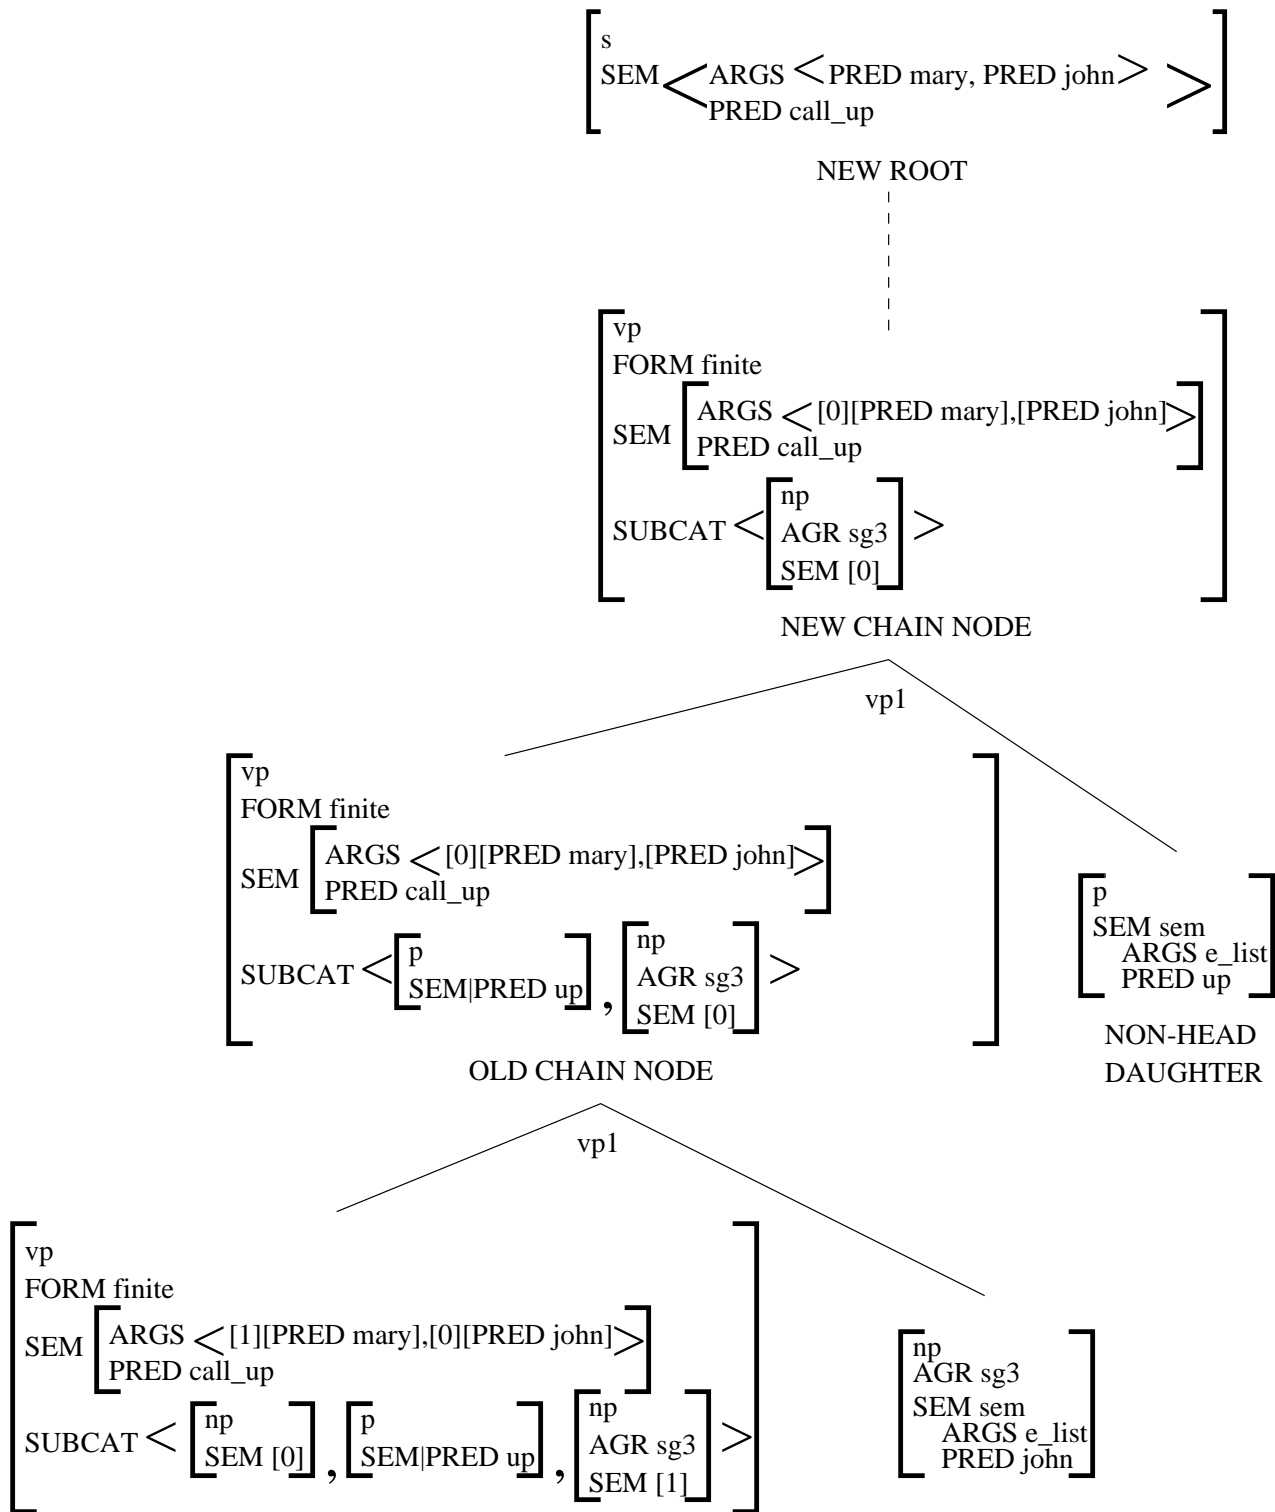 s
SEM < ARGS < PRED mary, PRED john >
PRED call_up >
NEW ROOT
vp
FORM finite
SEM ARGS < [0][PRED mary],[PRED john] >
PRED call_up
SUBCAT < np
AGR sg3 >
SEM [0]
NEW CHAIN NODE
vp1
vp
FORM finite
SEM ARGS < [0][PRED mary],[PRED john] >
PRED call_up
SUBCAT < p
SEM|PRED up , np
AGR sg3
SEM [0] >
OLD CHAIN NODE
p
SEM sem
ARGS e_list
PRED up
NON-HEAD
DAUGHTER
vp1
vp
FORM finite
SEM ARGS < [1][PRED mary],[0][PRED john] >
PRED call_up
SUBCAT < np
SEM [0] , p
SEM|PRED up , np
AGR sg3
SEM [1] >
np
AGR sg3
SEM sem
ARGS e_list
PRED john